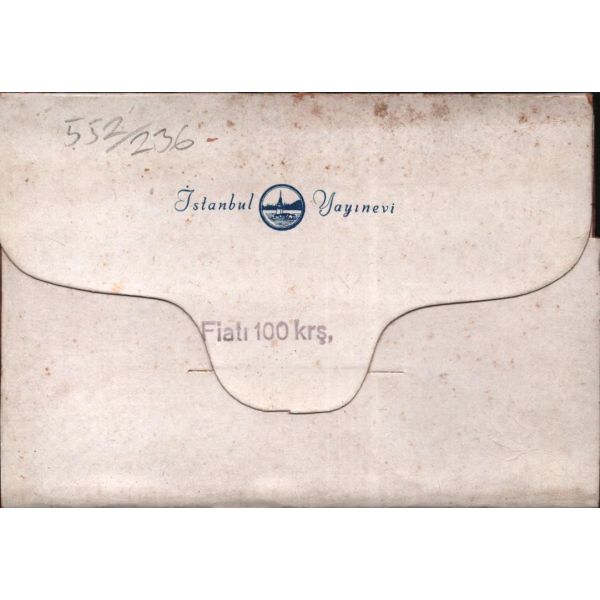 552/236
İstanbul Yayınevi
Fiatı 100 krş,